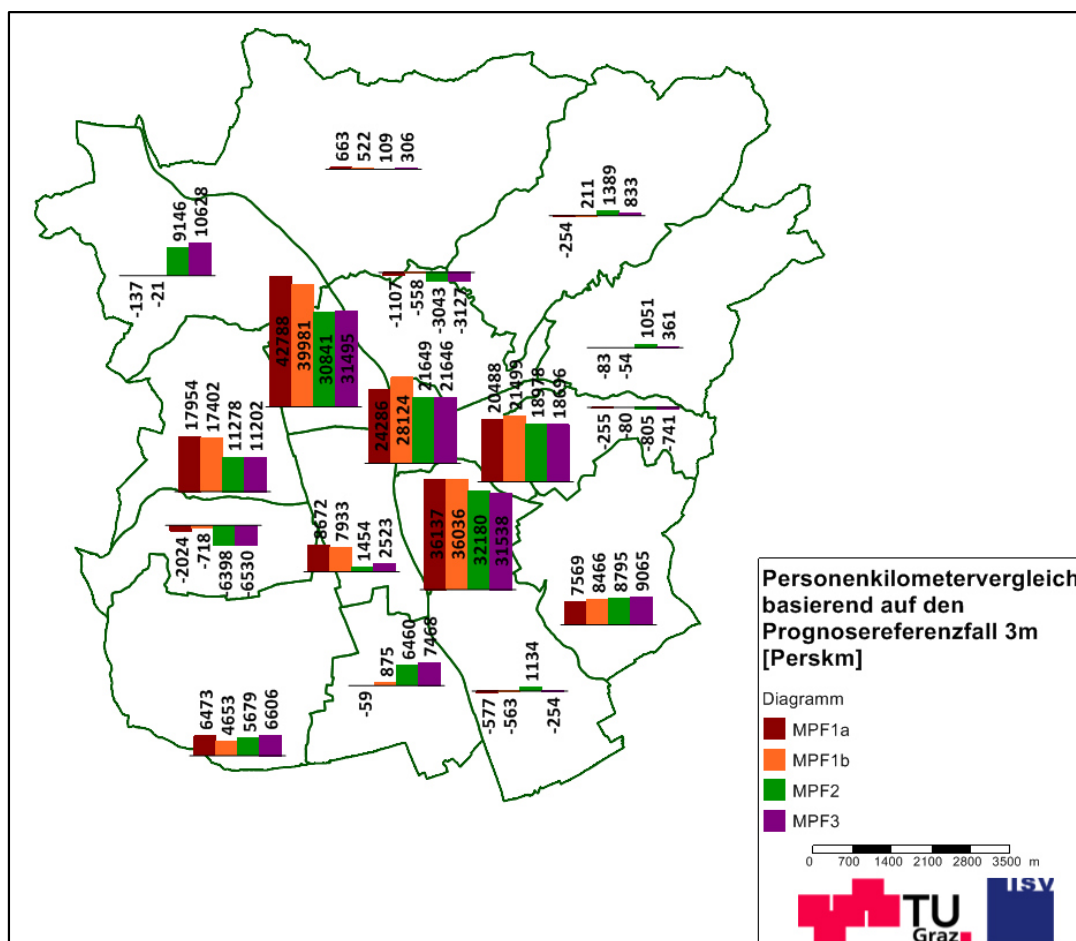 663 522 109 306
-254 211 1389 833
-137 -21 9146 10628
-1107 -558 -3043 -3127
42788 39981 30841 31495
-83 -54 1051 361
24286 28124 21649 21646
20488 21499 18978 18696
-255 -80 -805 -741
17954 17402 11278 11202
36137 36036 32180 31538
-2024 -718 -6398 -6530
8672 7933 1454 2523
7569 8466 8795 9065
-59 875 6460 7468
-577 -563 1134 -254
6473 4653 5679 6606
Personenkilometervergleich
basierend auf den
Prognosereferenzfall 3m
[Perskm]
Diagramm
MPF1a
MPF1b
MPF2
MPF3
0 700 1400 2100 2800 3500 m
TU
Graz
isv